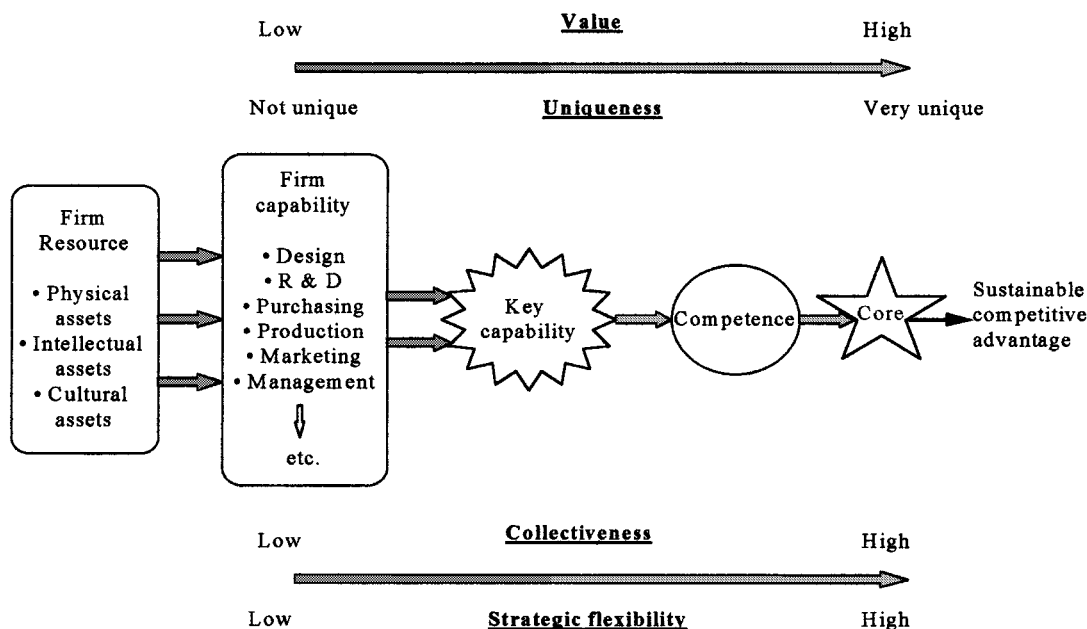 Low Value High
Not unique Uniqueness Very unique
Firm
Resource
• Physical
assets
• Intellectual
assets
• Cultural
assets
Firm
capability
• Design
• R & D
• Purchasing
• Production
• Marketing
• Management
etc.
Key
capability
Competence
Core
Sustainable
competitive
advantage
Low Collectiveness High
Low Strategic flexibility High